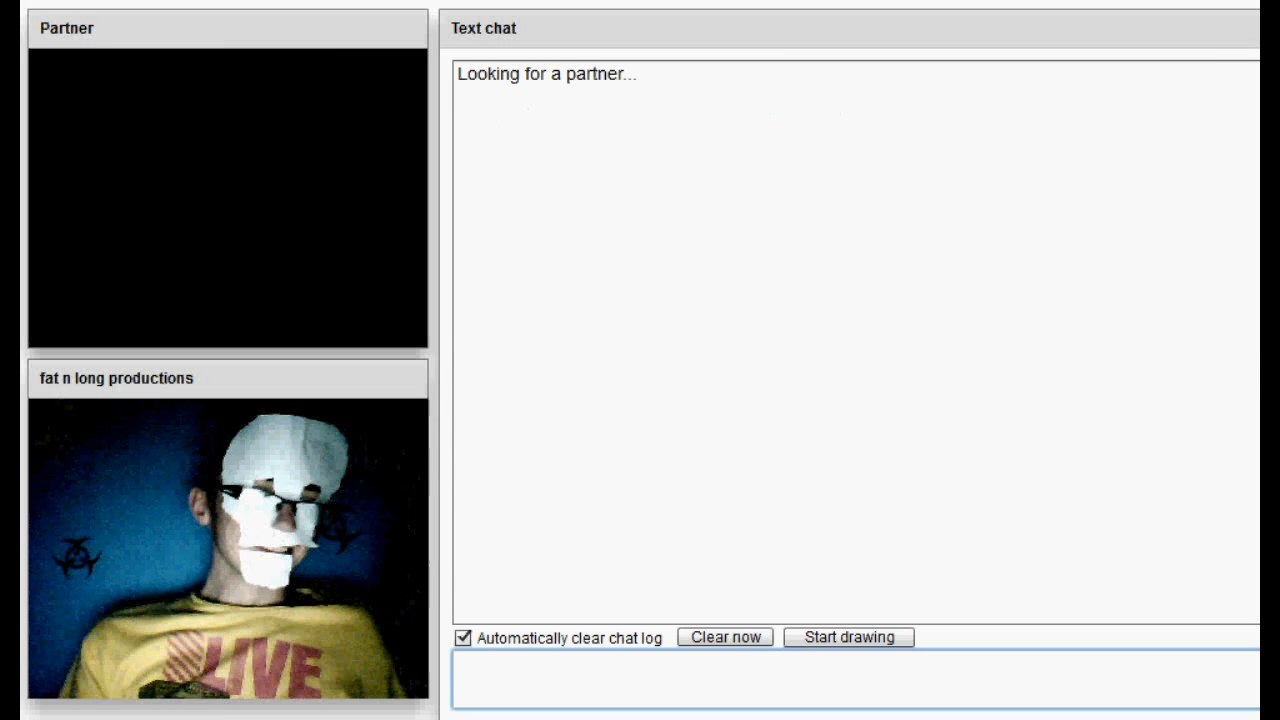 Partner
Text chat
Looking for a partner...
fat n long productions
LIVE
Automatically clear chat log
Clear now
Start drawing